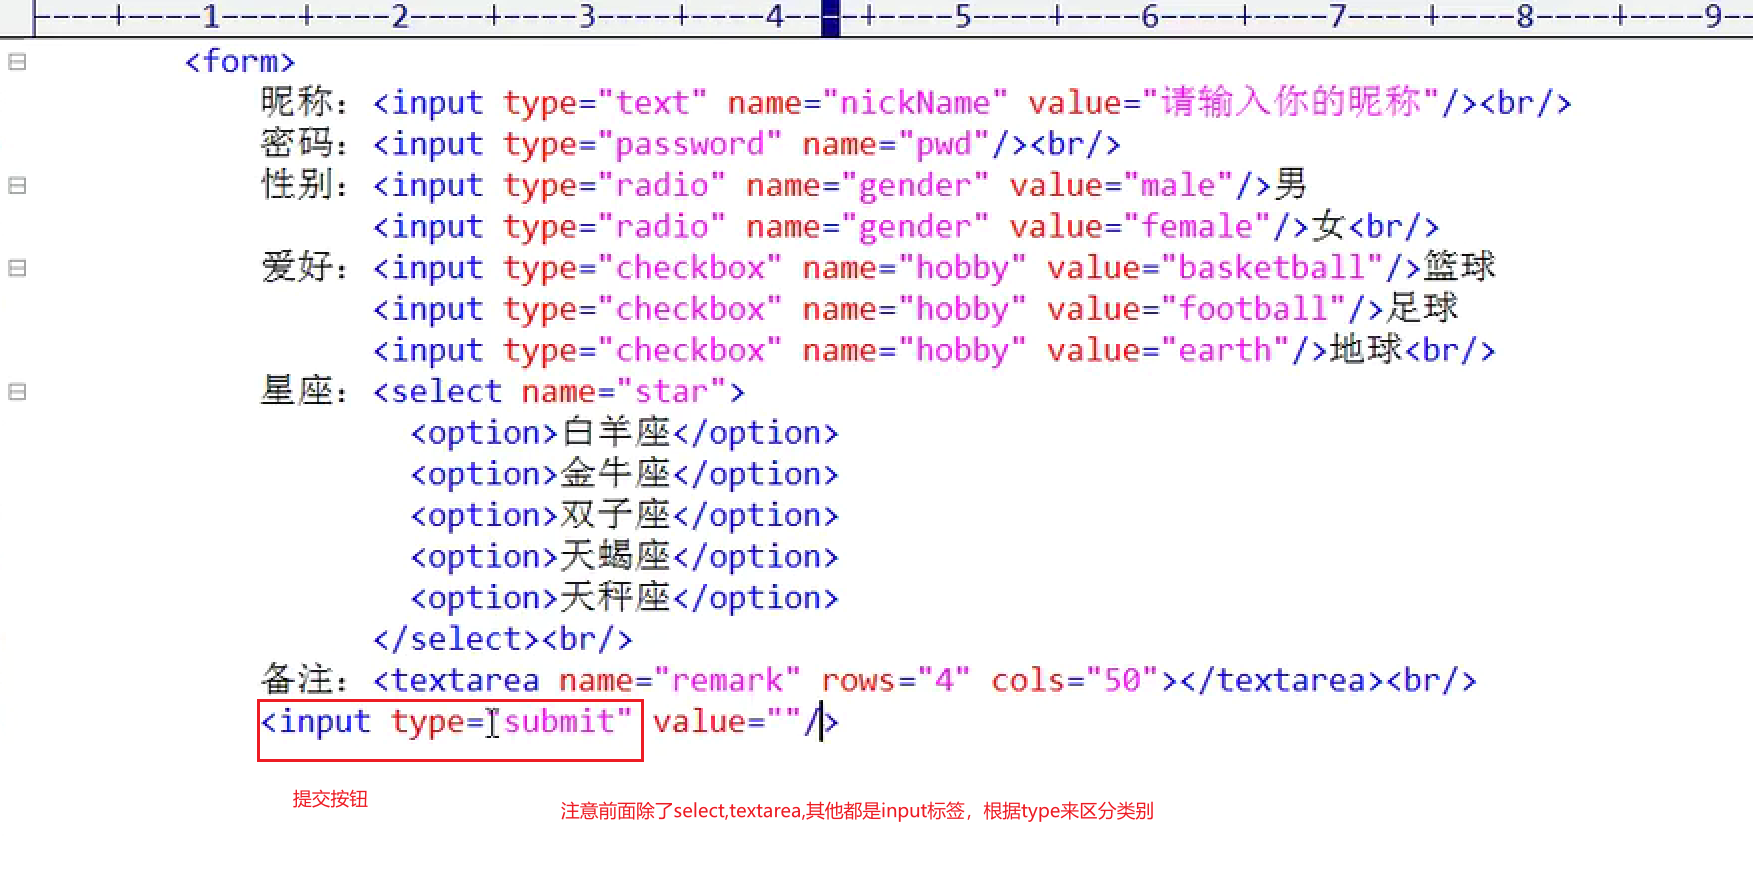 ----+----1----+----2----+----3----+----4----+----5----+----6----+----7----+----8----+----9--
<form>
昵称：<input type="text" name="nickName" value="请输入你的昵称"/><br/>
密码：<input type="password" name="pwd"/><br/>
性别：<input type="radio" name="gender" value="male"/>男
<input type="radio" name="gender" value="female"/>女<br/>
爱好：<input type="checkbox" name="hobby" value="basketball"/>篮球
<input type="checkbox" name="hobby" value="football"/>足球
<input type="checkbox" name="hobby" value="earth"/>地球<br/>
星座：<select name="star">
<option>白羊座</option>
<option>金牛座</option>
<option>双子座</option>
<option>天蝎座</option>
<option>天秤座</option>
</select><br/>
备注：<textarea name="remark" rows="4" cols="50"></textarea><br/>
<input type="submit" value=""/>
提交按钮
注意前面除了select,textarea,其他都是input标签，根据type来区分类别